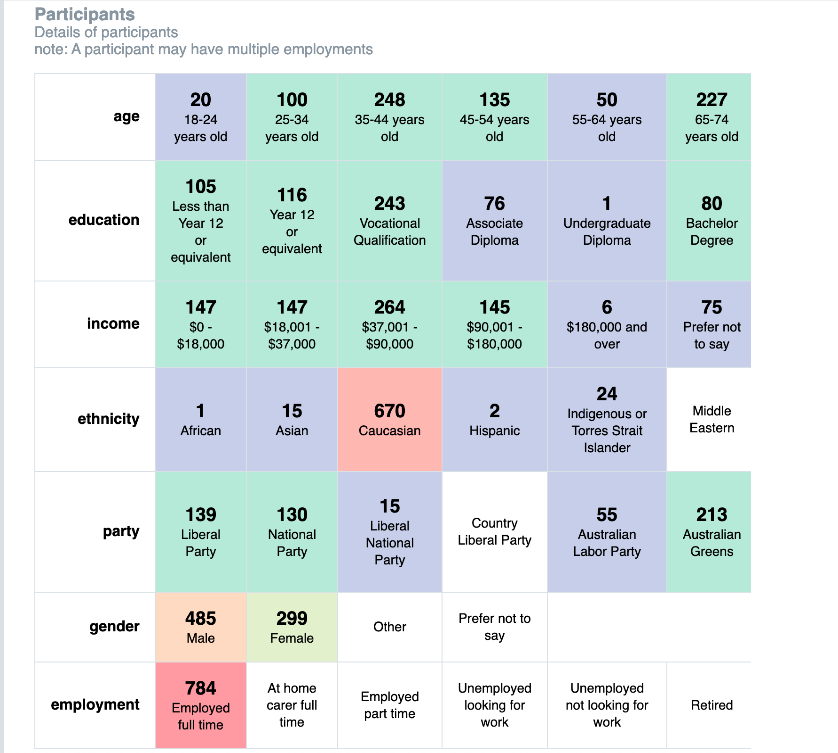 Participants
Details of participants
note: A participant may have multiple employments
age
20
18-24
years old
100
25-34
years old
248
35-44 years
old
135
45-54 years
old
50
55-64 years
old
227
65-74
years old
education
105
Less than
Year 12
or
equivalent
116
Year 12
or
equivalent
243
Vocational
Qualification
76
Associate
Diploma
1
Undergraduate
Diploma
80
Bachelor
Degree
income
147
$0 -
$18,000
147
$18,001 -
$37,000
264
$37,001 -
$90,000
145
$90,001 -
$180,000
6
$180,000 and
over
75
Prefer not
to say
ethnicity
1
African
15
Asian
670
Caucasian
2
Hispanic
24
Indigenous or
Torres Strait
Islander
Middle
Eastern
party
139
Liberal
Party
130
National
Party
15
Liberal
National
Party
Country
Liberal Party
55
Australian
Labor Party
213
Australian
Greens
gender
485
Male
299
Female
Other
Prefer not to
say
employment
784
Employed
full time
At home
carer full
time
Employed
part time
Unemployed
looking for
work
Unemployed
not looking for
work
Retired